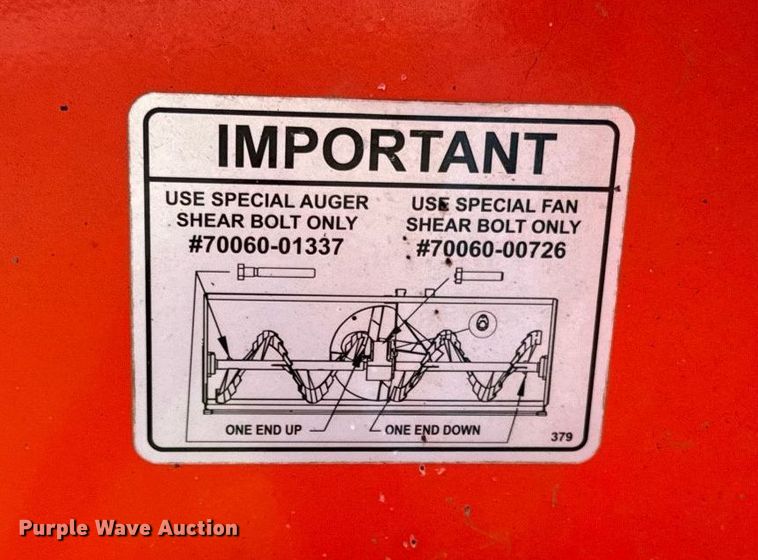 IMPORTANT
USE SPECIAL AUGER
SHEAR BOLT ONLY
#70060-01337
USE SPECIAL FAN
SHEAR BOLT ONLY
#70060-00726
ONE END UP
ONE END DOWN
379
Purple Wave Auction